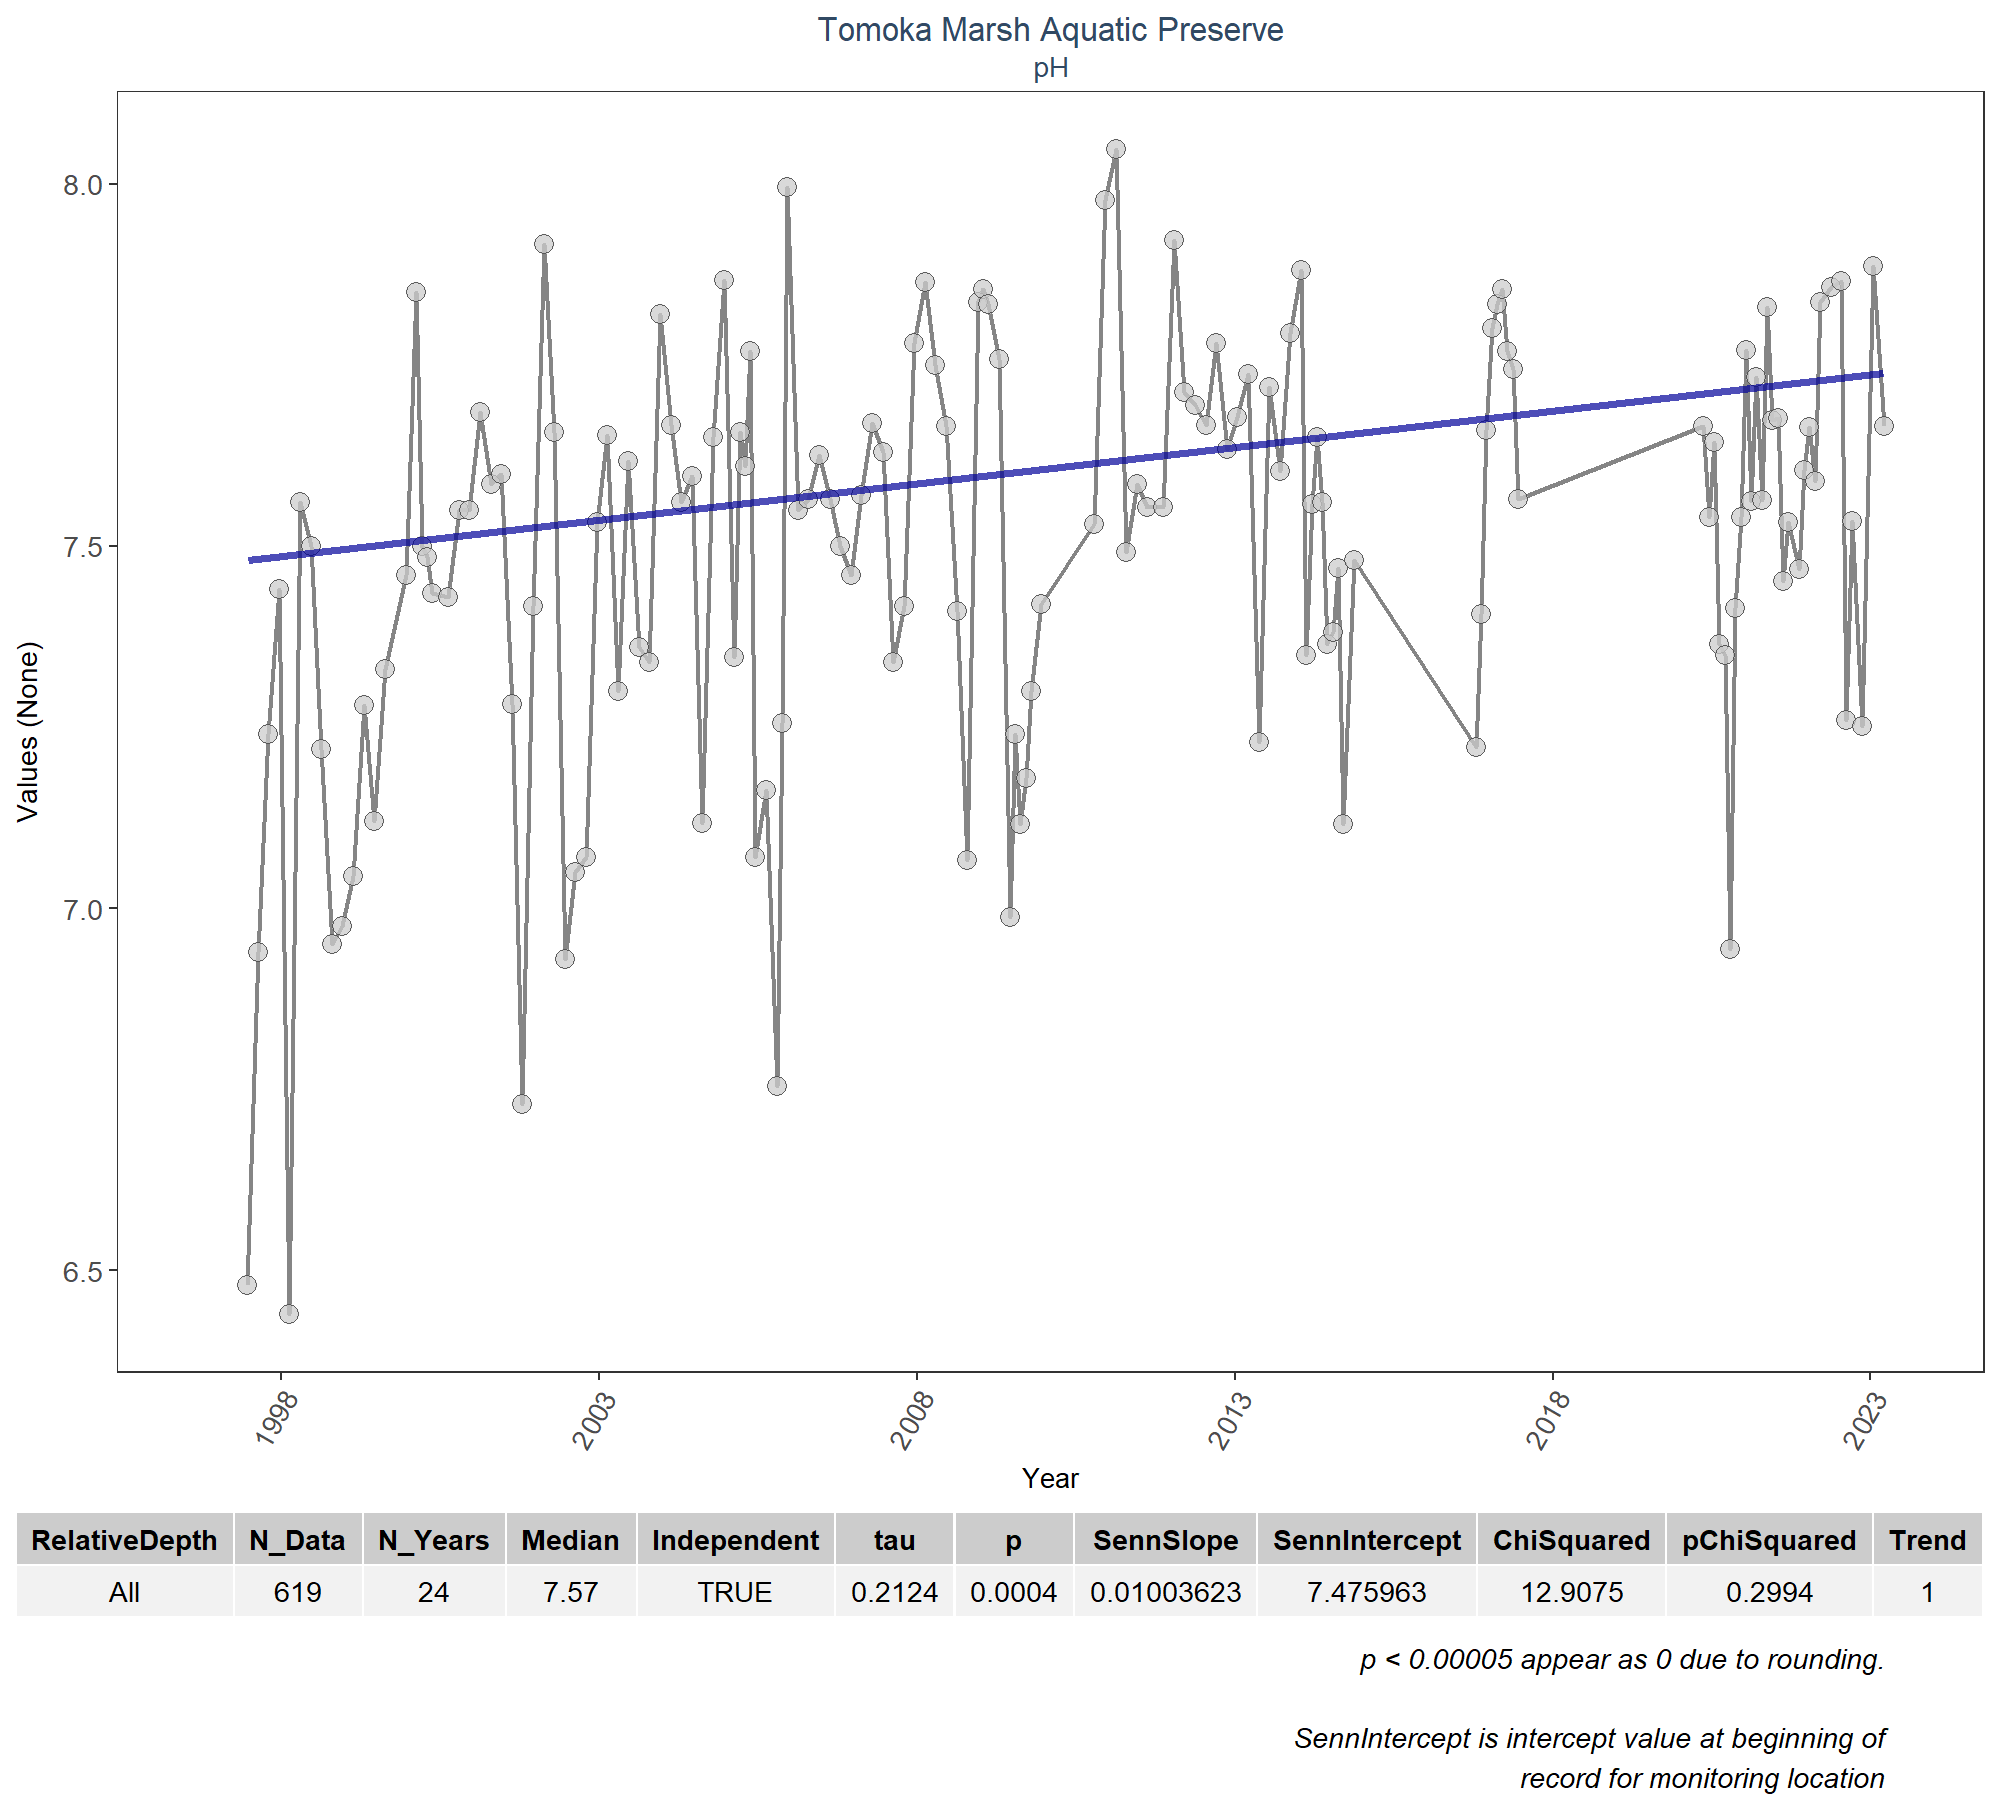 Tomoka Marsh Aquatic Preserve
pH
Values (None)
8.0
7.5
7.0
6.5
1998 2003 2008 2013 2018 2023
Year
RelativeDepth N_Data N_Years Median Independent tau p SennSlope SennIntercept ChiSquared pChiSquared Trend
All 619 24 7.57 TRUE 0.2124 0.0004 0.01003623 7.475963 12.9075 0.2994 1
p < 0.00005 appear as 0 due to rounding.
SennIntercept is intercept value at beginning of
record for monitoring location